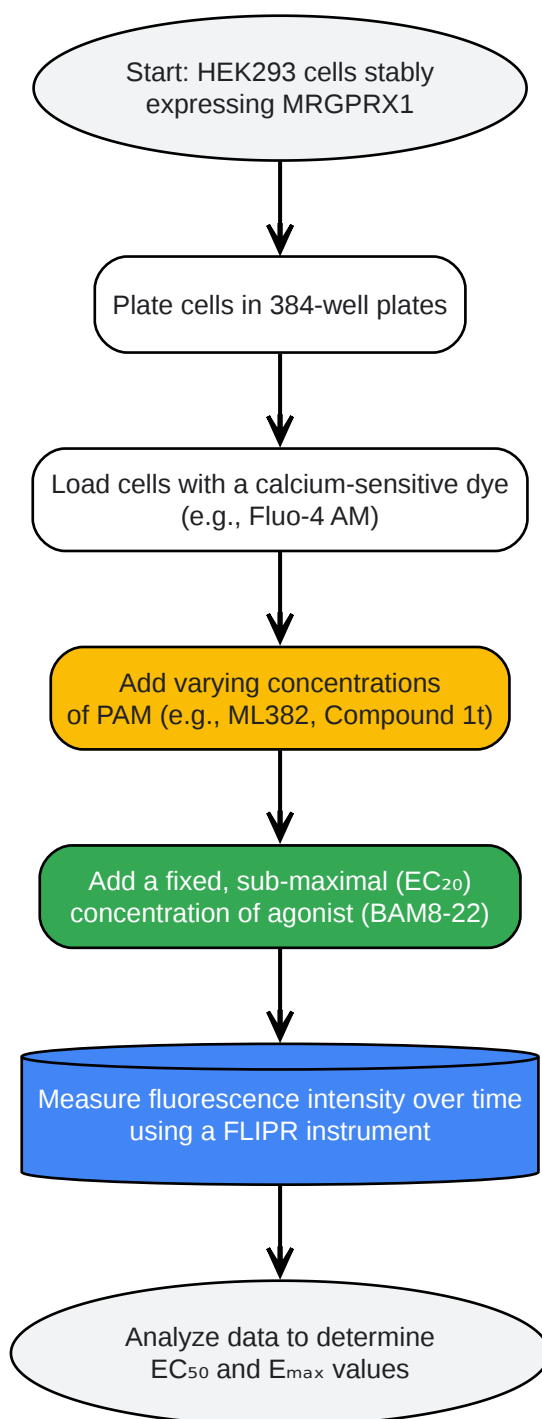 Start: HEK293 cells stably
expressing MRGPRX1
Plate cells in 384-well plates
Load cells with a calcium-sensitive dye
(e.g., Fluo-4 AM)
Add varying concentrations
of PAM (e.g., ML382, Compound 1t)
Add a fixed, sub-maximal (EC₂₀)
concentration of agonist (BAM8-22)
Measure fluorescence intensity over time
using a FLIPR instrument
Analyze data to determine
EC₅₀ and Eₘₐₓ values